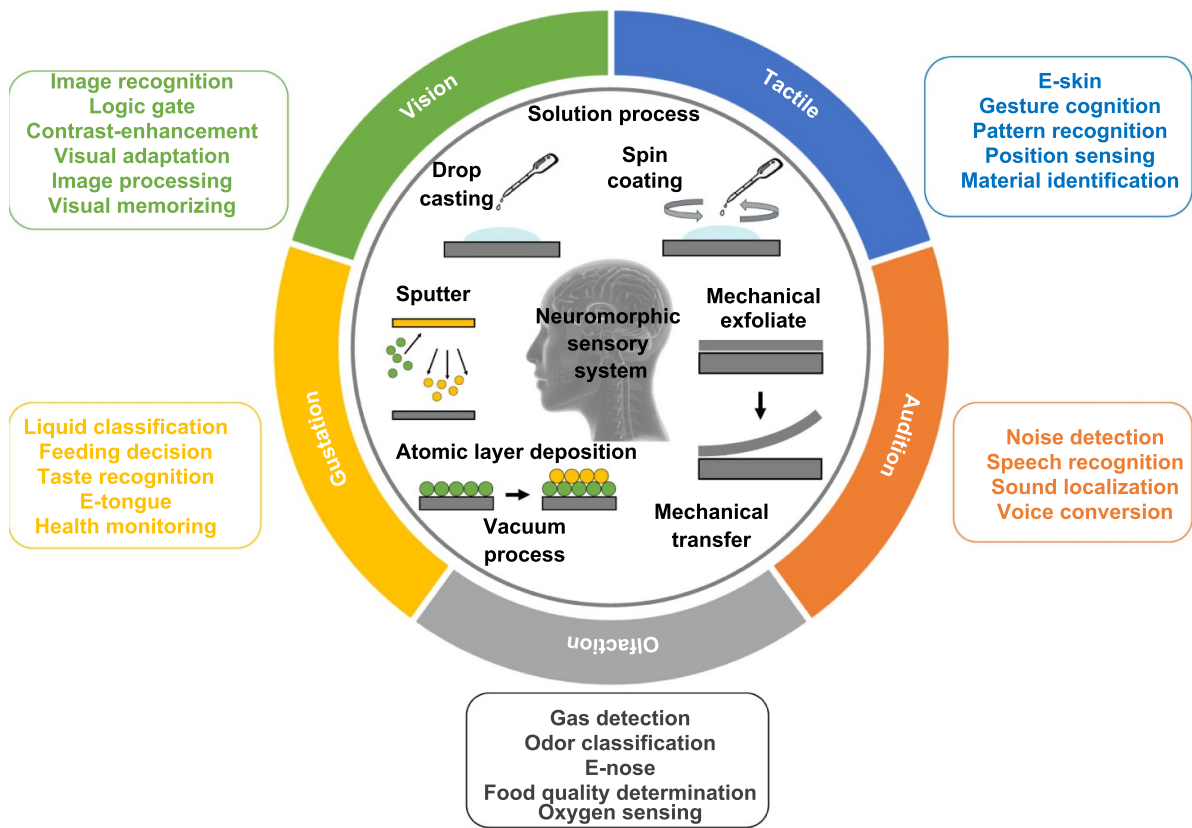 Vision
Tactile
Audition
Olfaction
Gustation
Image recognition
Logic gate
Contrast-enhancement
Visual adaptation
Image processing
Visual memorizing
E-skin
Gesture cognition
Pattern recognition
Position sensing
Material identification
Solution process
Drop
casting
Spin
coating
Sputter
Neuromorphic
sensory
system
Mechanical
exfoliate
Atomic layer deposition
Vacuum
process
Mechanical
transfer
Liquid classification
Feeding decision
Taste recognition
E-tongue
Health monitoring
Noise detection
Speech recognition
Sound localization
Voice conversion
Gas detection
Odor classification
E-nose
Food quality determination
Oxygen sensing